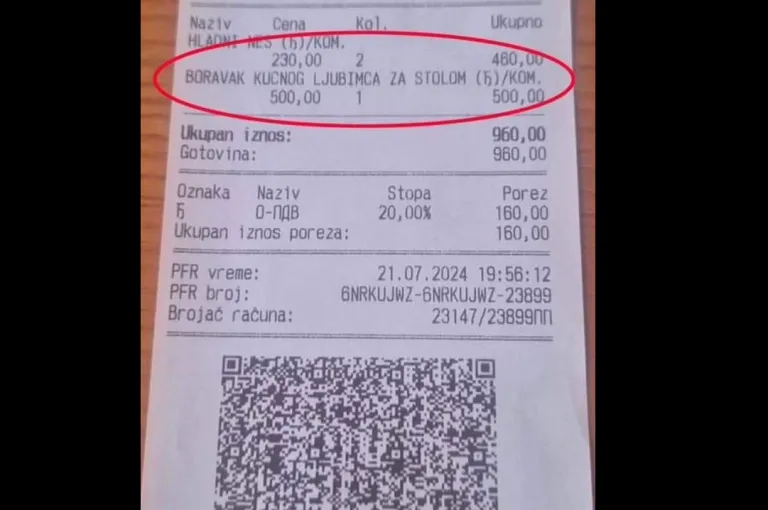 Naziv Cena Kol. Ukupno
HLADNI NES (Ђ)/KOM.
230,00 2 460,00
BORAVAK KUCNOG LJUBIMCA ZA STOLOM (Ђ)/KOM.
500,00 1 500,00
Ukupan iznos: 960,00
Gotovina: 960,00
Oznaka Naziv Stopa Porez
Ђ О-ПДВ 20,00% 160,00
Ukupan iznos poreza: 160,00
PFR vreme: 21.07.2024 19:56:12
PFR broj: 6NRKUJWZ-6NRKUJWZ-23899
Brojač računa: 23147/23899ПП